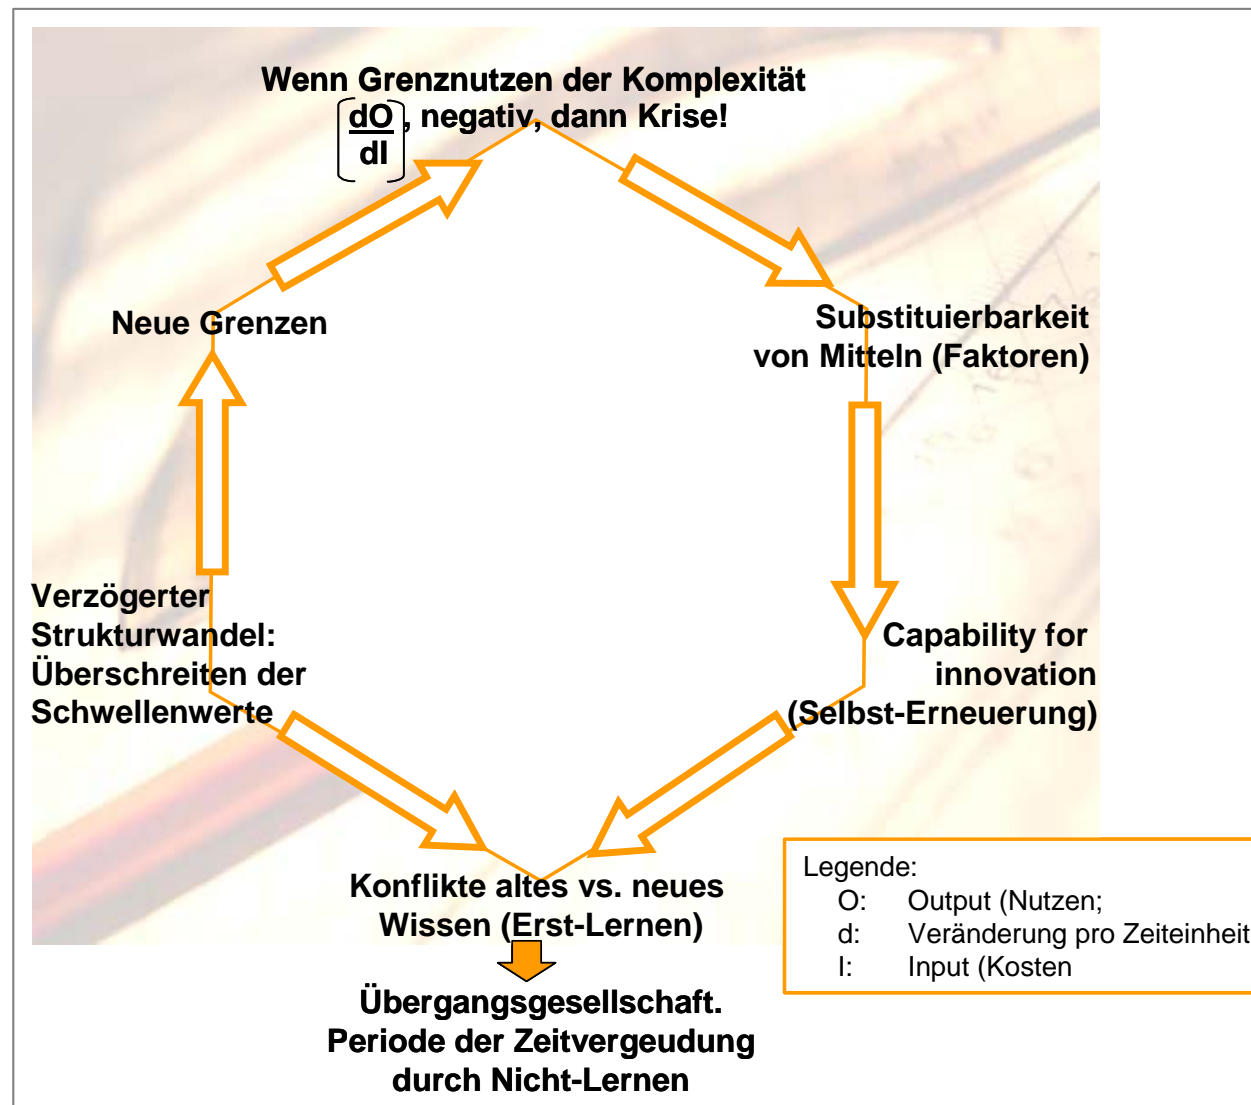 Wenn Grenznutzen der Komplexität
dO, negativ, dann Krise!
dI
Neue Grenzen
Substituierbarkeit
von Mitteln (Faktoren)
Verzögerter
Strukturwandel:
Überschreiten der
Schwellenwerte
Capability for
innovation
(Selbst-Erneuerung)
Konflikte altes vs. neues
Wissen (Erst-Lernen)
Übergangsgesellschaft.
Periode der Zeitvergeudung
durch Nicht-Lernen
Legende:
O: Output (Nutzen;
d: Veränderung pro Zeiteinheit
I: Input (Kosten